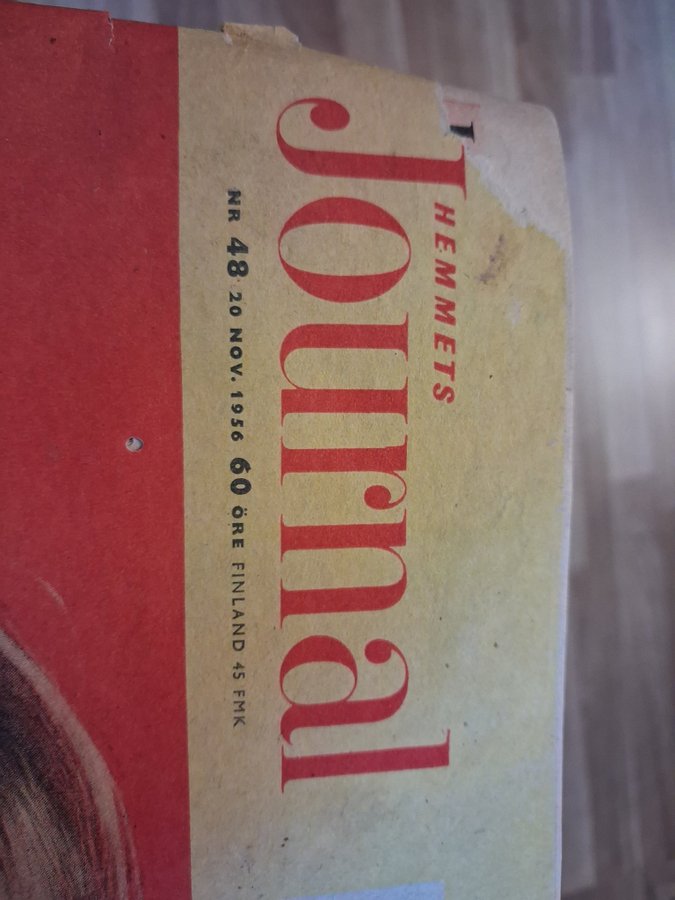 HEMMETS
Journal
NR 48 20 NOV. 1956 60 ÖRE FINLAND 45 FMK